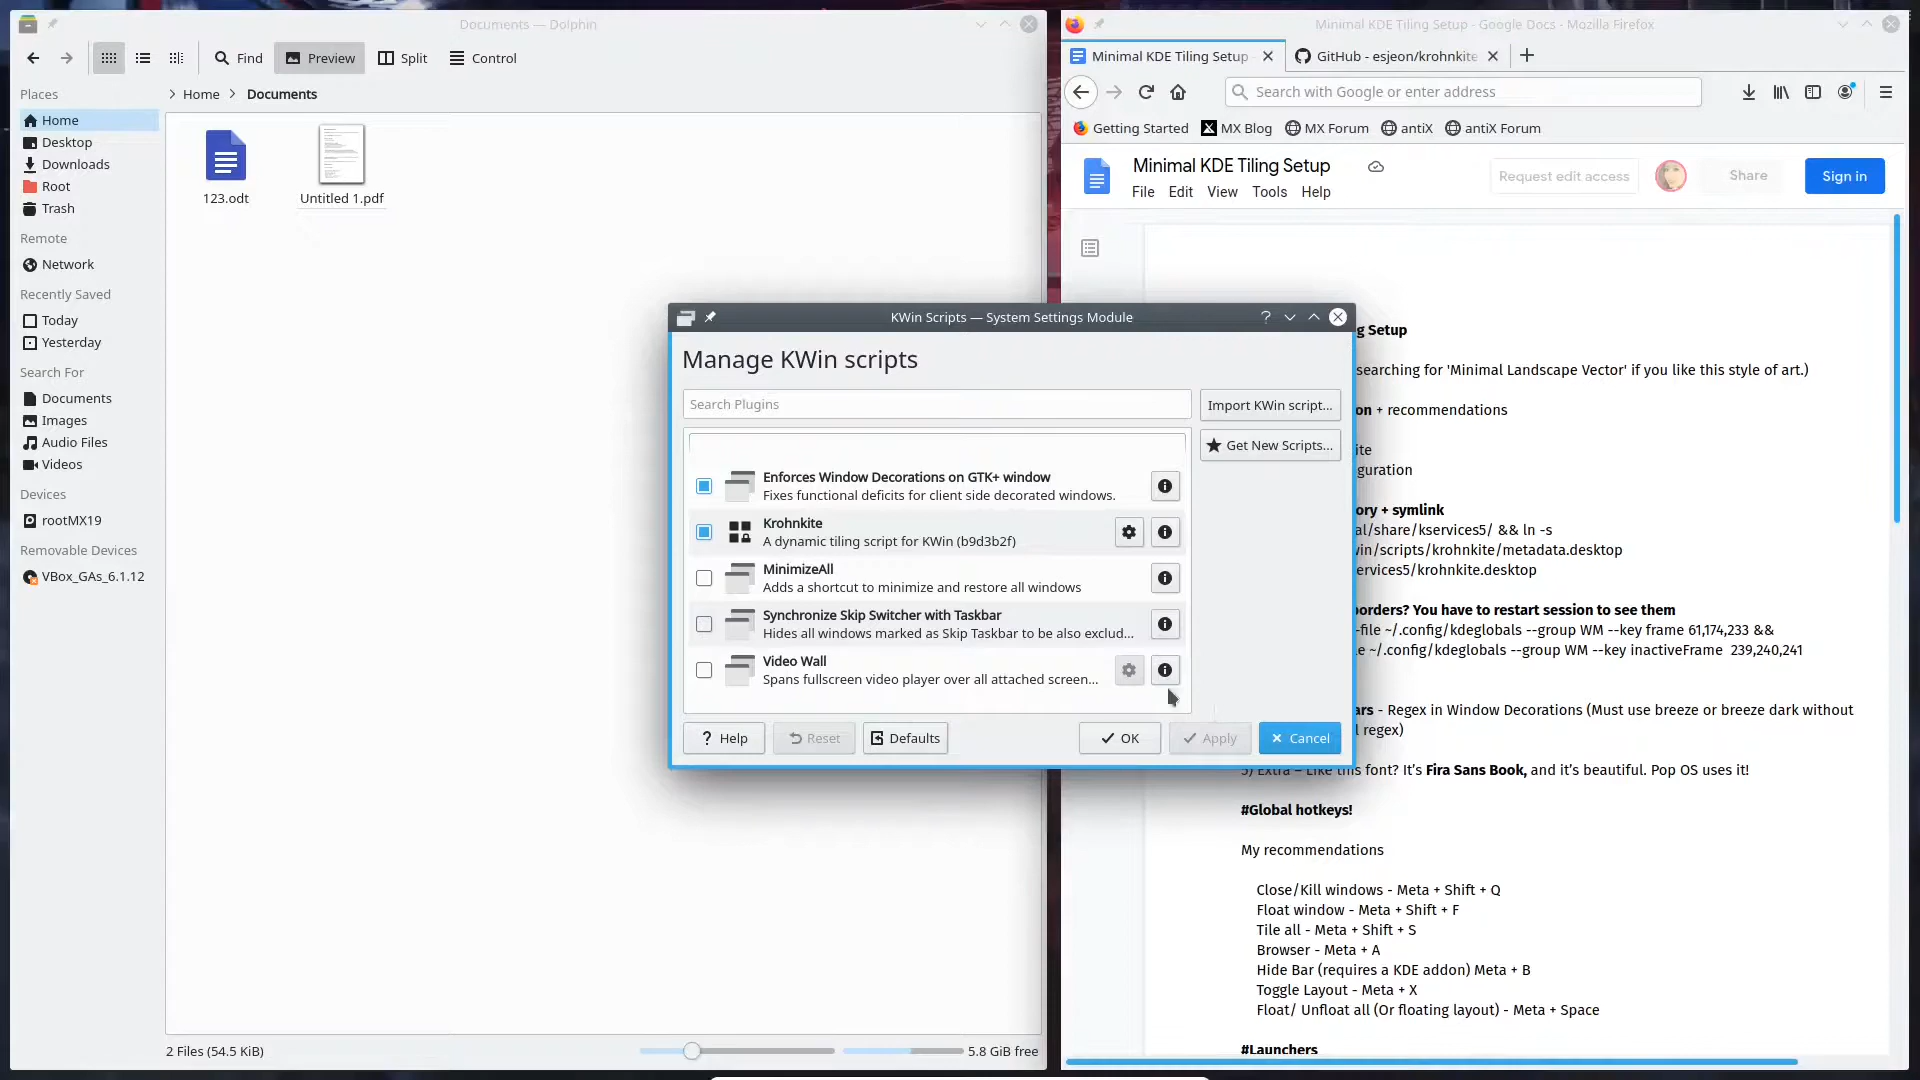 Documents — Dolphin
Find
Preview
Split
Control
Places
Home
Desktop
Downloads
Root
Trash
Remote
Network
Recently Saved
Today
Yesterday
Search For
Documents
Images
Audio Files
Videos
Devices
rootMX19
Removable Devices
VBox_GAs_6.1.12
Home
Documents
123.odt
Untitled 1.pdf
2 Files (54.5 KiB)
5.8 GiB free
Minimal KDE Tiling Setup - Google Docs - Mozilla Firefox
Minimal KDE Tiling Setup
GitHub - esjeon/krohnkite
Search with Google or enter address
Getting Started
MX Blog
MX Forum
antiX
antiX Forum
Minimal KDE Tiling Setup
Request edit access
Share
Sign in
File Edit View Tools Help
g Setup
searching for 'Minimal Landscape Vector' if you like this style of art.)
on + recommendations
ite
guration
ory + symlink
al/share/kservices5/ && ln -s
vin/scripts/krohnkite/metadata.desktop
ervices5/krohnkite.desktop
borders? You have to restart session to see them
-file ~/.config/kdeglobals --group WM --key frame 61,174,233 &&
le ~/.config/kdeglobals --group WM --key inactiveFrame 239,240,241
ars - Regex in Window Decorations (Must use breeze or breeze dark without
l regex)
5) Extra – Like this font? It's Fira Sans Book, and it's beautiful. Pop OS uses it!
#Global hotkeys!
My recommendations
Close/Kill windows - Meta + Shift + Q
Float window - Meta + Shift + F
Tile all - Meta + Shift + S
Browser - Meta + A
Hide Bar (requires a KDE addon) Meta + B
Toggle Layout - Meta + X
Float/ Unfloat all (Or floating layout) - Meta + Space
#Launchers
KWin Scripts — System Settings Module
Manage KWin scripts
Search Plugins
Import KWin script...
Get New Scripts...
Enforces Window Decorations on GTK+ window
Fixes functional deficits for client side decorated windows.
Krohnkite
A dynamic tiling script for KWin (b9d3b2f)
MinimizeAll
Adds a shortcut to minimize and restore all windows
Synchronize Skip Switcher with Taskbar
Hides all windows marked as Skip Taskbar to be also exclud...
Video Wall
Spans fullscreen video player over all attached screen...
Help
Reset
Defaults
OK
Apply
Cancel